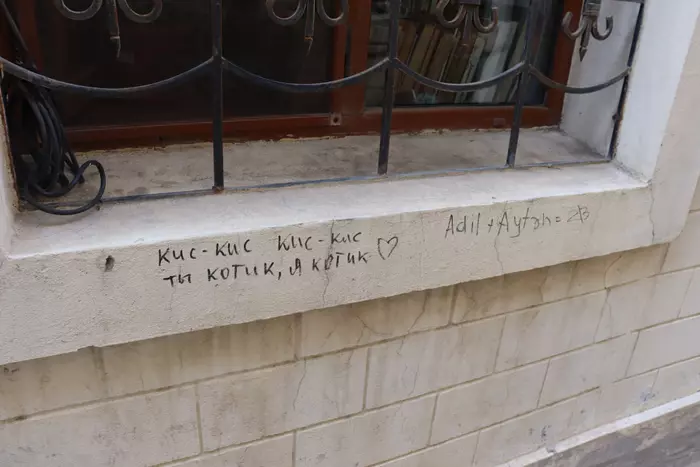 кис-кис кис-кис
ты котик, я котик ♡
Adil + Aytən =